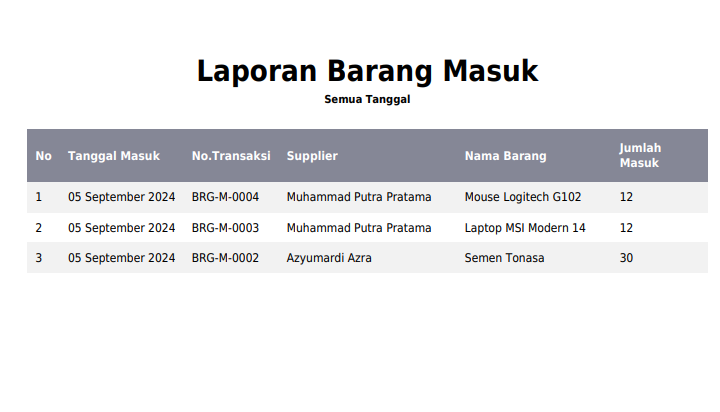 Laporan Barang Masuk
Semua Tanggal
No Tanggal Masuk No.Transaksi Supplier Nama Barang Jumlah Masuk
1 05 September 2024 BRG-M-0004 Muhammad Putra Pratama Mouse Logitech G102 12
2 05 September 2024 BRG-M-0003 Muhammad Putra Pratama Laptop MSI Modern 14 12
3 05 September 2024 BRG-M-0002 Azyumardi Azra Semen Tonasa 30